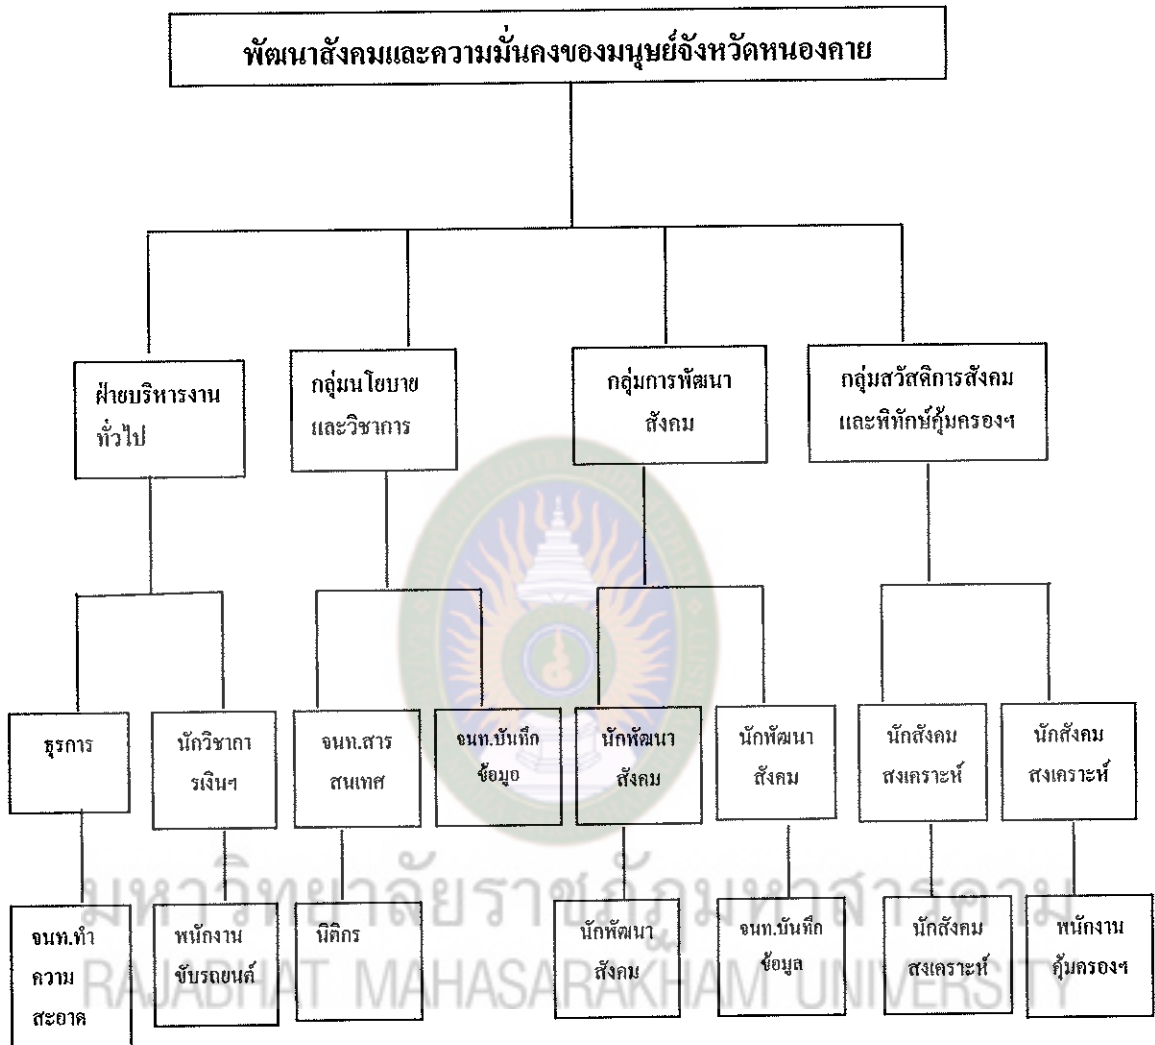 พัฒนาสังคมและความมั่นคงของมนุษย์จังหวัดหนองคาย
ฝ่ายบริหารงาน
ทั่วไป
กลุ่มนโยบาย
และวิชาการ
กลุ่มการพัฒนา
สังคม
กลุ่มสวัสดิการสังคม
และพิทักษ์คุ้มครองฯ
ธุรการ
นักวิชากา
รเงินฯ
จนท.สาร
สนเทศ
จนท.บันทึก
ข้อมูอ
นักพัฒนา
สังคม
นักพัฒนา
สังคม
นักสังคม
สงเคราะห์
นักสังคม
สงเคราะห์
จนท.ทำ
ความ
สะอาด
พนักงาน
ขับรถยนต์
นิติกร
นักพัฒนา
สังคม
จนท.บันทึก
ข้อมูล
นักสังคม
สงเคราะห์
พนักงาน
คุ้มครองฯ
มหาวิทยาลัยราชภัฏมหาสารคาม
RAJABHAT MAHASARAKHAM UNIVERSITY